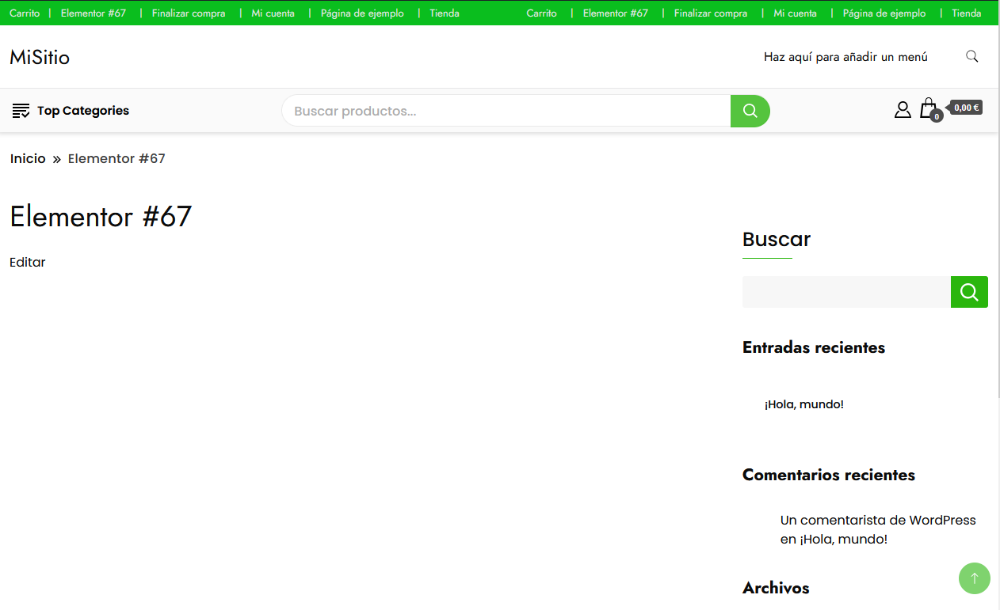 Carrito | Elementor #67 | Finalizar compra | Mi cuenta | Página de ejemplo | Tienda Carrito | Elementor #67 | Finalizar compra | Mi cuenta | Página de ejemplo | Tienda
MiSitio Haz aquí para añadir un menú
Top Categories Buscar productos... 0 0,00 €
Inicio » Elementor #67
Elementor #67
Editar
Buscar
Entradas recientes
¡Hola, mundo!
Comentarios recientes
Un comentarista de WordPress
en ¡Hola, mundo!
Archivos